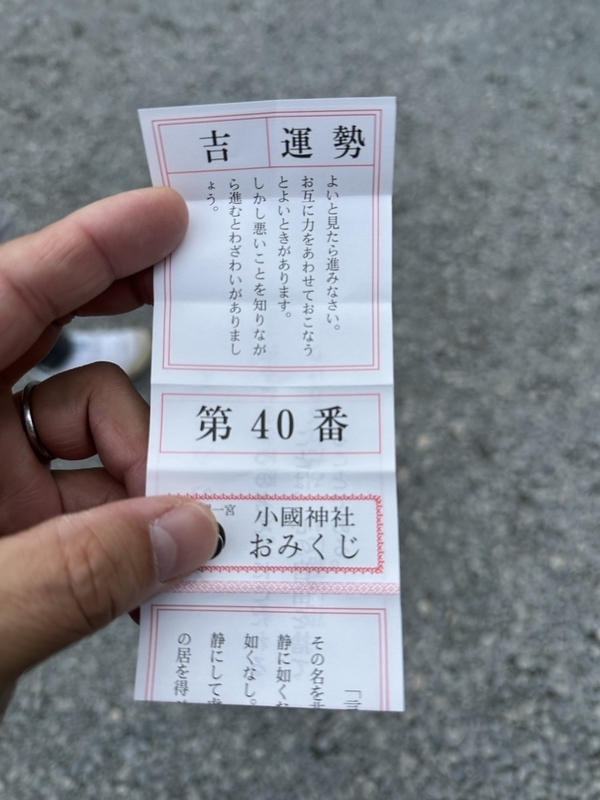 吉 運勢
よいと見たら進みなさい。
お互に力をあわせておこなう
とよいときがあります。
しかし悪いことを知りなが
ら進むとわざわいがありまし
ょう。
第40番
一宮
小國神社
おみくじ
「言
その名を
静に如く
如くなし。
静にして
の居を得